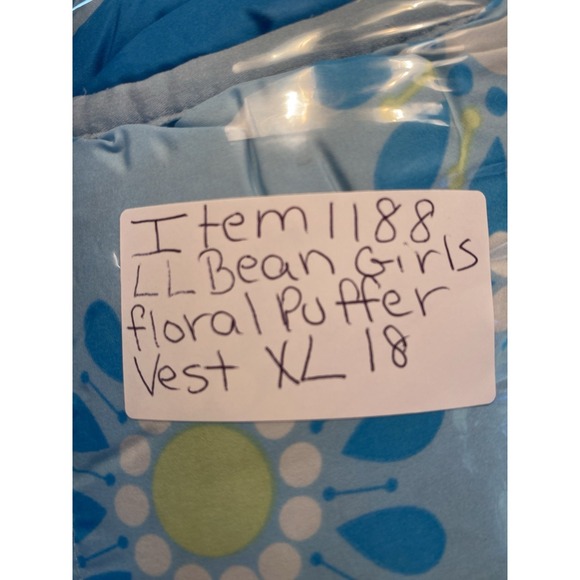 Item 1188
LL Bean Girls
floral Puffer
Vest XL 18